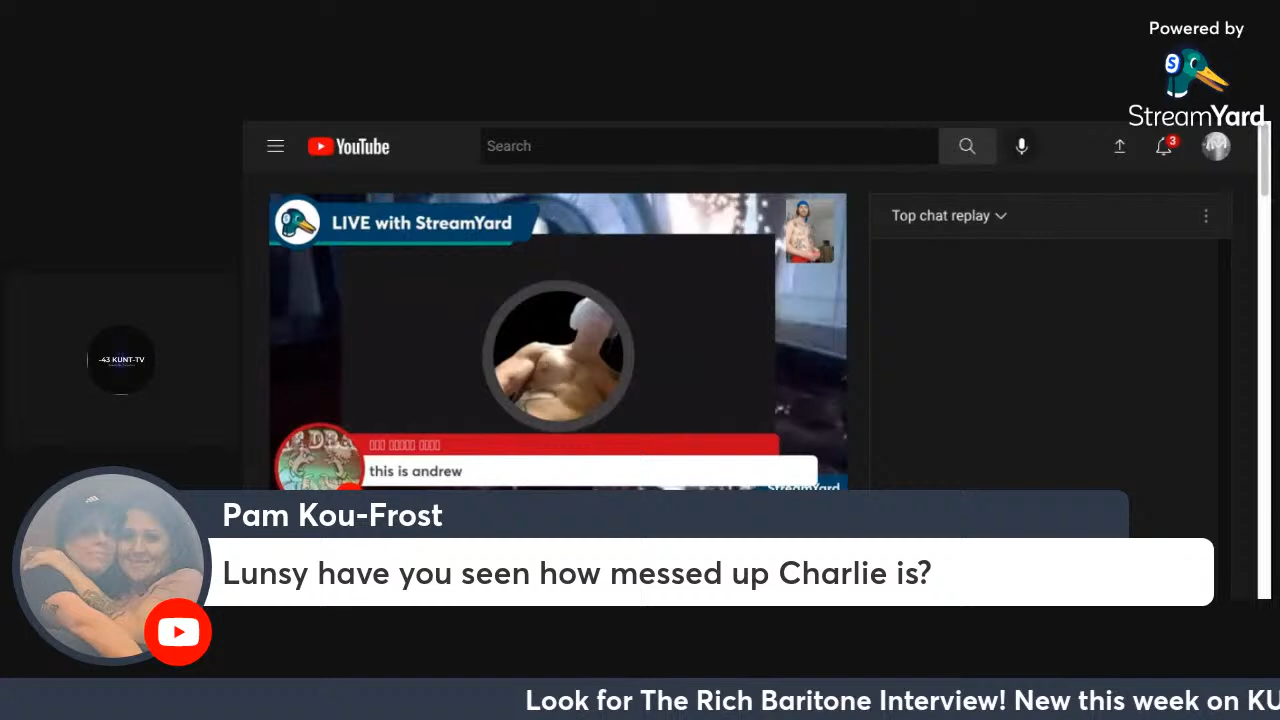 Powered by
StreamYard
YouTube
Search
3
LIVE with StreamYard
Top chat replay
-43 KUNT-TV
this is andrew
StreamYard
Pam Kou-Frost
Lunsy have you seen how messed up Charlie is?
Look for The Rich Baritone Interview! New this week on KU